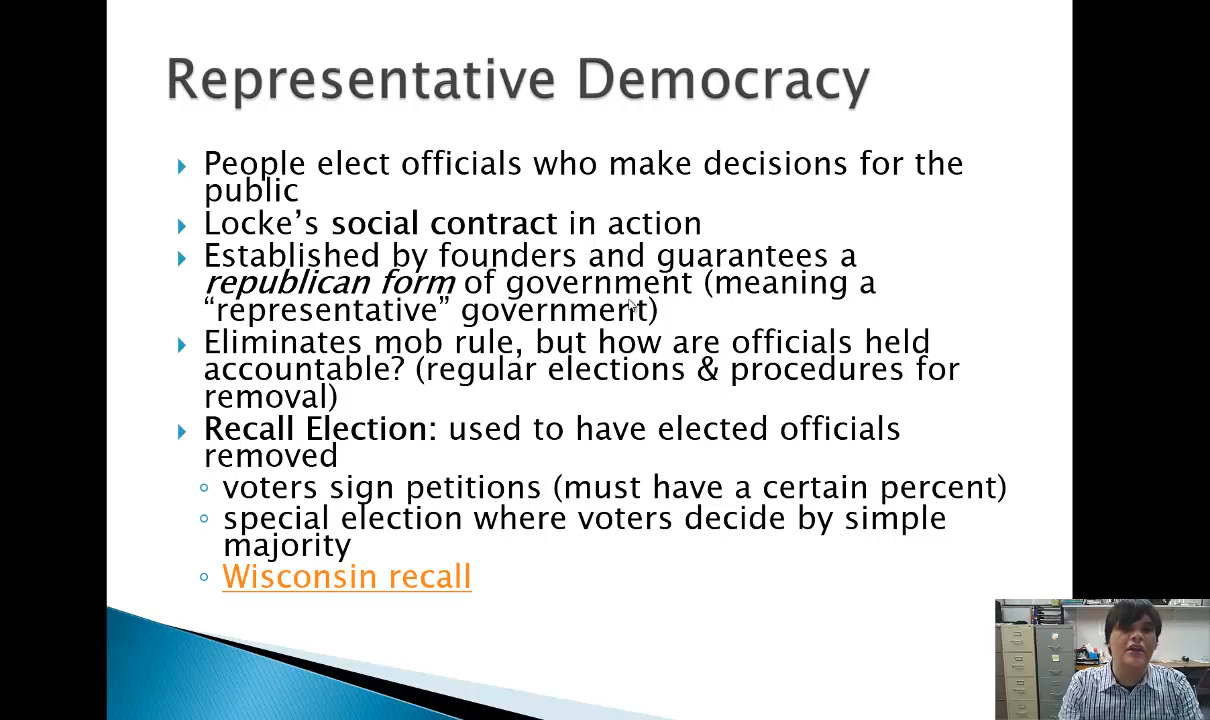 Representative Democracy
People elect officials who make decisions for the
public
Locke's social contract in action
Established by founders and guarantees a
republican form of government (meaning a
“representative” government)
Eliminates mob rule, but how are officials held
accountable? (regular elections & procedures for
removal)
Recall Election: used to have elected officials
removed
voters sign petitions (must have a certain percent)
special election where voters decide by simple
majority
Wisconsin recall